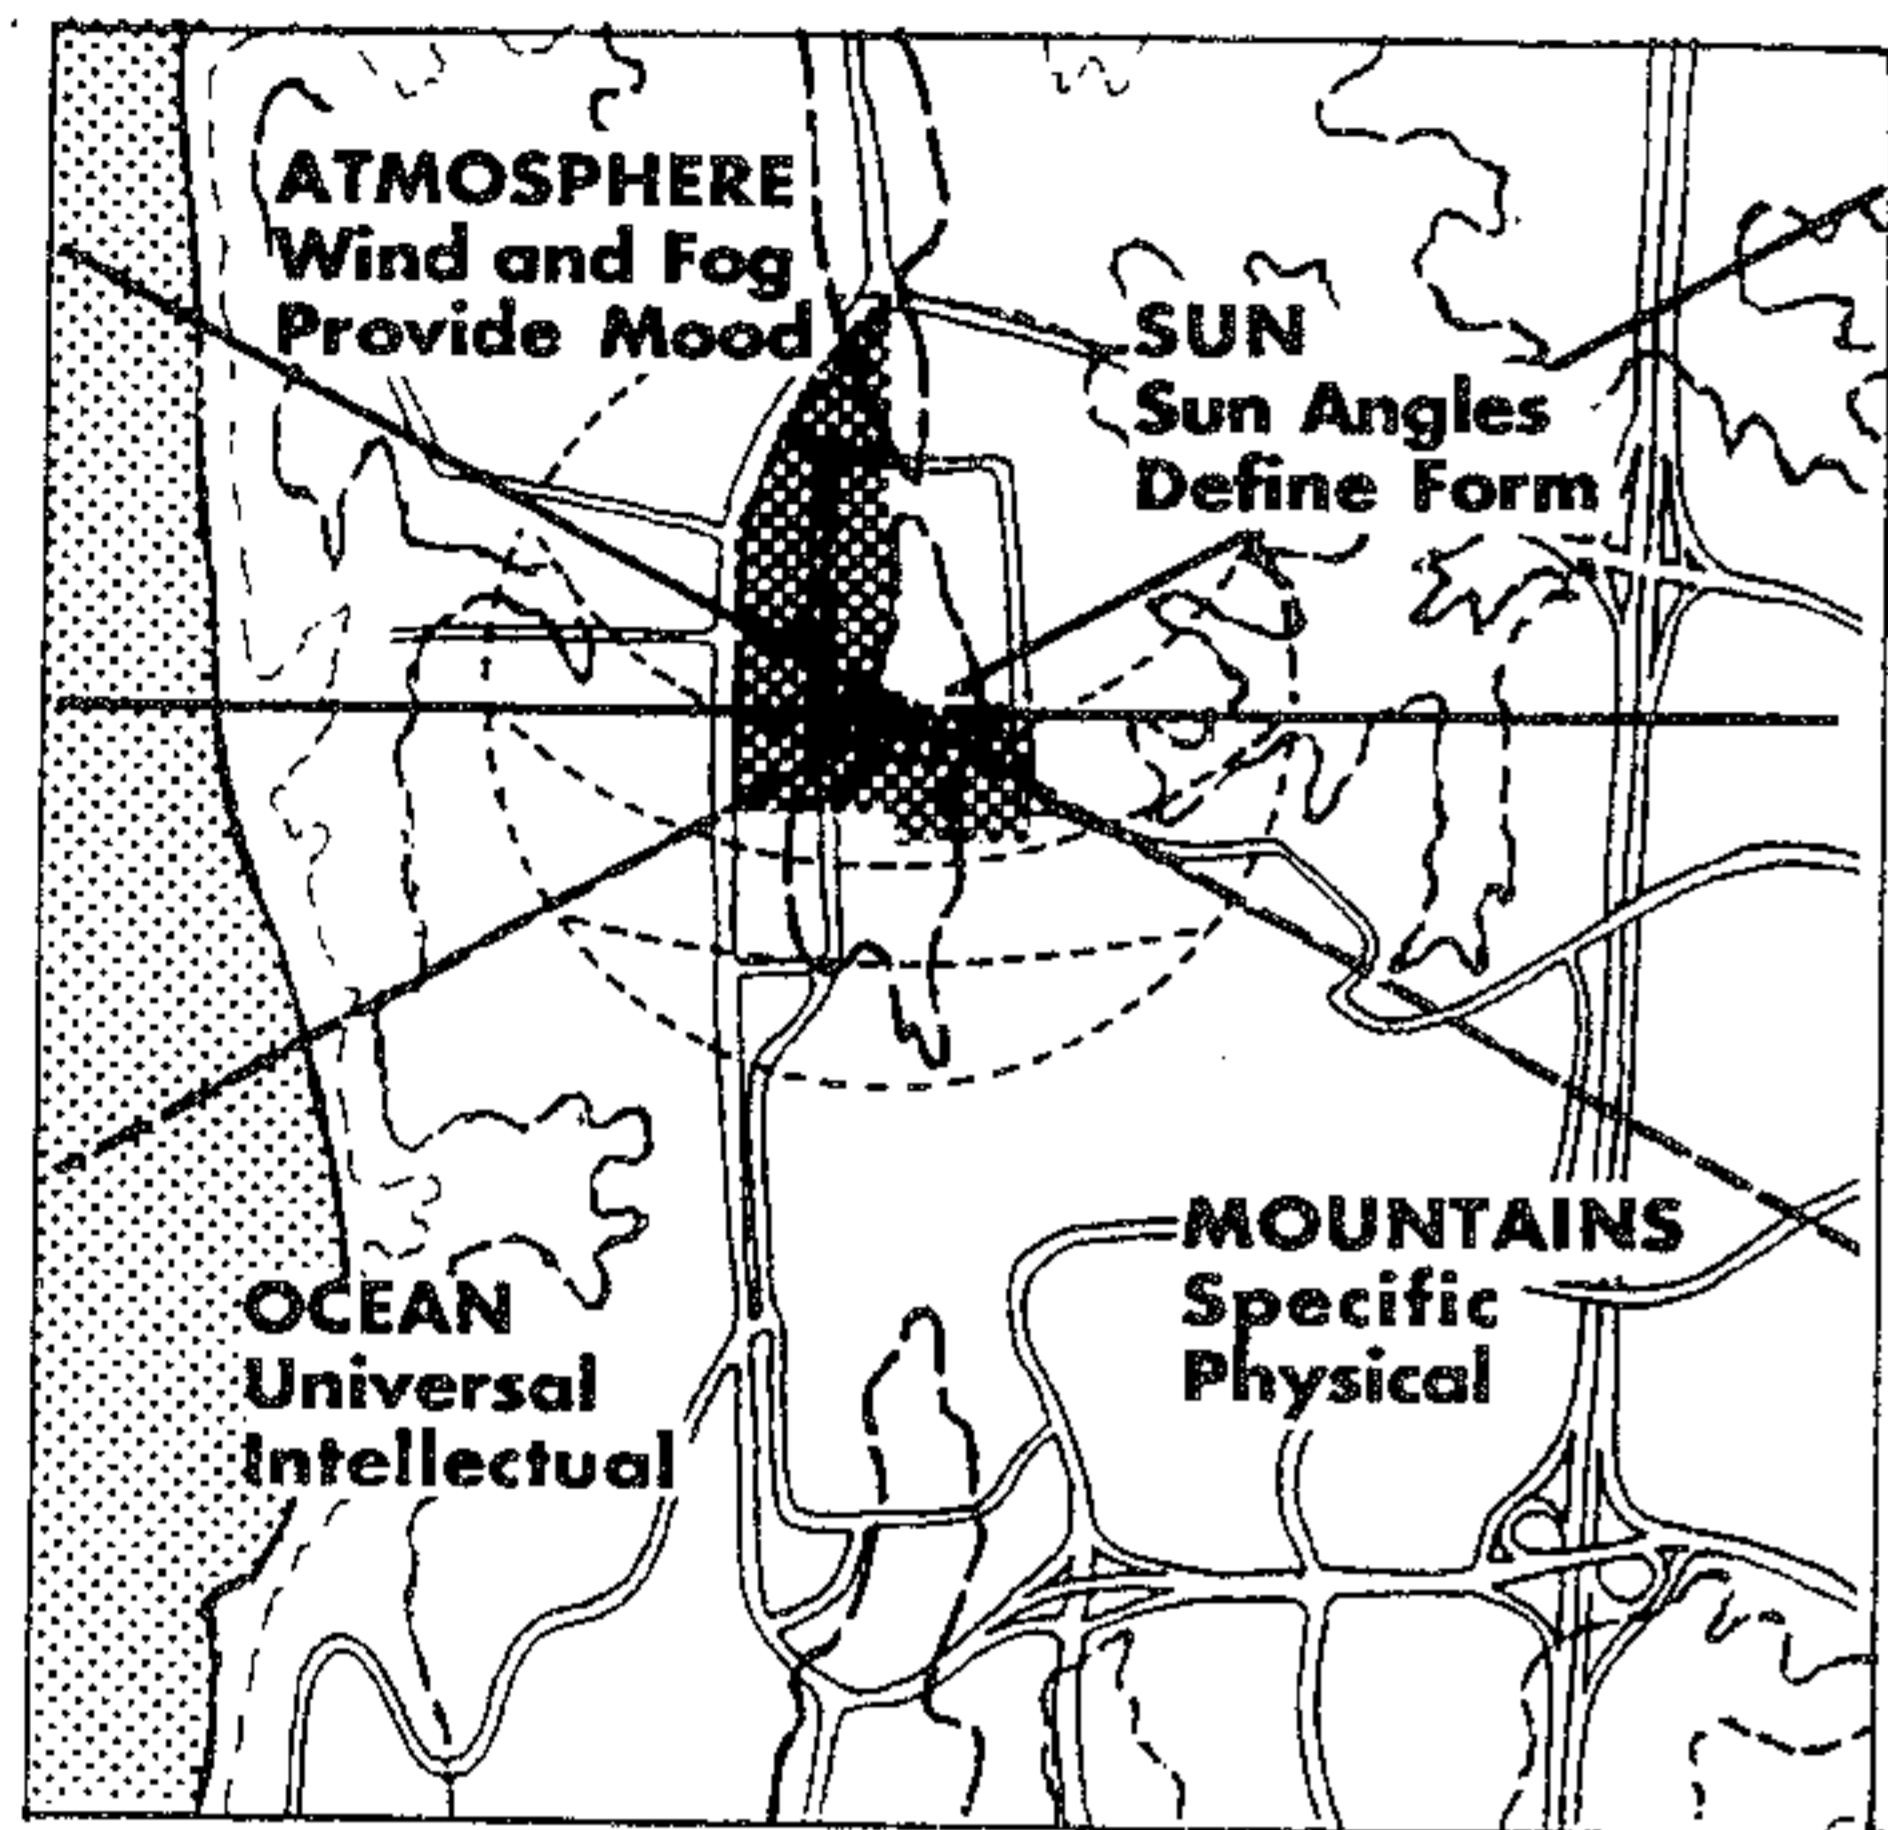 ATMOSPHERE
Wind and Fog
Provide Mood
SUN
Sun Angles
Define Form
OCEAN
Universal
Intellectual
MOUNTAINS
Specific
Physical